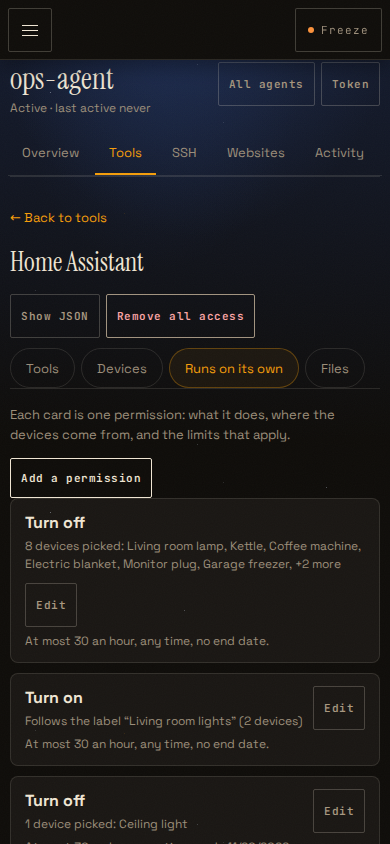 Freeze
ops-agent
All agents
Token
Active · last active never
Overview Tools SSH Websites Activity
← Back to tools
Home Assistant
Show JSON Remove all access
Tools Devices Runs on its own Files
Each card is one permission: what it does, where the
devices come from, and the limits that apply.
Add a permission
Turn off
8 devices picked: Living room lamp, Kettle, Coffee machine,
Electric blanket, Monitor plug, Garage freezer, +2 more
Edit
At most 30 an hour, any time, no end date.
Turn on
Follows the label “Living room lights” (2 devices)
Edit
At most 30 an hour, any time, no end date.
Turn off
1 device picked: Ceiling light
Edit